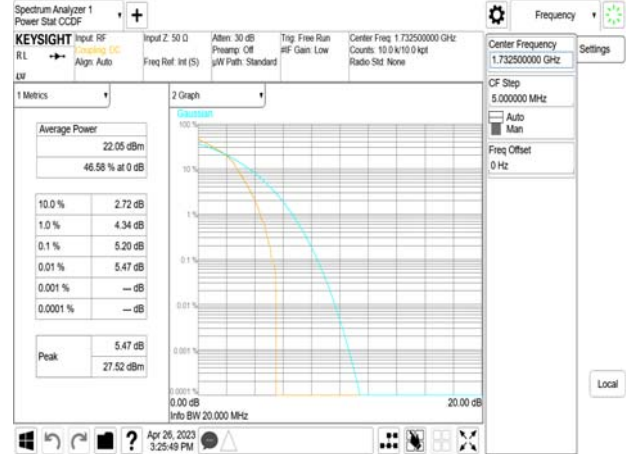 Spectrum Analyzer 1
Power Stat CCDF
Frequency
KEYSIGHT
RL
Input: RF
Coupling: DC
Align: Auto
Input Z: 50 Ω
Freq Ref: Int (S)
Atten: 30 dB
Preamp: Off
µW Path: Standard
Trig: Free Run
#IF Gain: Low
Center Freq: 1.732500000 GHz
Counts: 10.0 k/10.0 kpt
Radio Std: None
Center Frequency
1.732500000 GHz
Settings
CF Step
5.000000 MHz
Auto
Man
Freq Offset
0 Hz
1 Metrics
2 Graph
Average Power
22.05 dBm
46.58 % at 0 dB
10.0 % 2.72 dB
1.0 % 4.34 dB
0.1 % 5.20 dB
0.01 % 5.47 dB
0.001 % — dB
0.0001 % — dB
Peak
5.47 dB
27.52 dBm
Gaussian
100 %
10 %
1 %
0.1 %
0.01 %
0.001 %
0.0001 %
0.00 dB
20.00 dB
Info BW 20.000 MHz
Local
?
Apr 26, 2023
3:25:49 PM